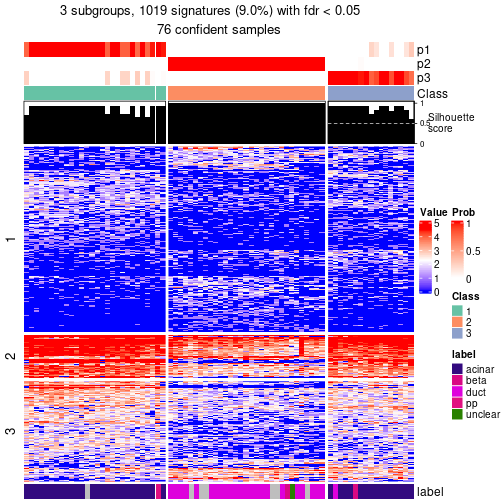 3 subgroups, 1019 signatures (9.0%) with fdr < 0.05
76 confident samples
p1
p2
p3
Class
1
0.5
0
Silhouette
score
1
2
3
Value
5
4
3
2
1
0
Prob
1
0.5
0
Class
1
2
3
label
acinar
beta
duct
pp
unclear
label